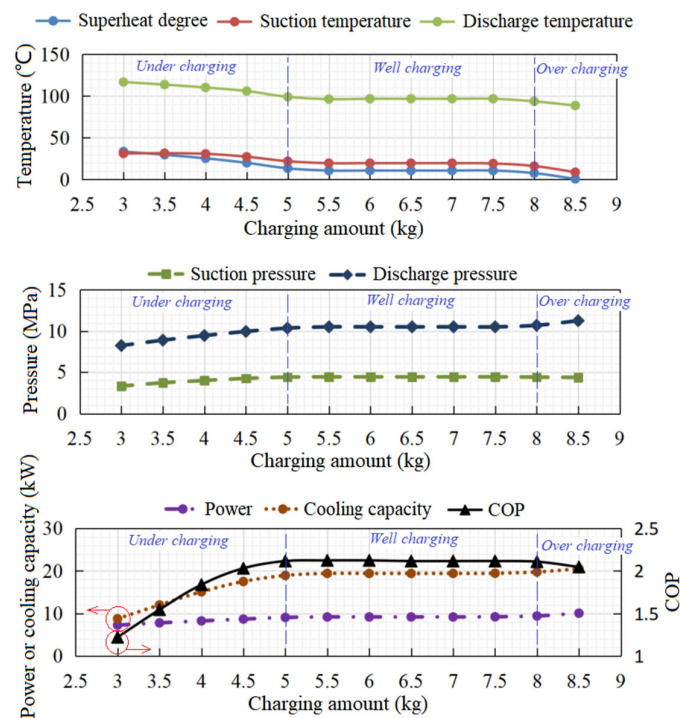 Superheat degree Suction temperature Discharge temperature
Temperature (℃)
150
100
50
0
Under charging Well charging Over charging
2.5 3 3.5 4 4.5 5 5.5 6 6.5 7 7.5 8 8.5 9
Charging amount (kg)
Suction pressure Discharge pressure
Pressure (MPa)
15
10
5
0
Under charging Well charging Over charging
2.5 3 3.5 4 4.5 5 5.5 6 6.5 7 7.5 8 8.5 9
Charging amount (kg)
Power Cooling capacity COP
Power or cooling capacity (kW)
30
20
10
0
Under charging Well charging Over charging
2.5
2
1.5
1
COP
2.5 3 3.5 4 4.5 5 5.5 6 6.5 7 7.5 8 8.5 9
Charging amount (kg)